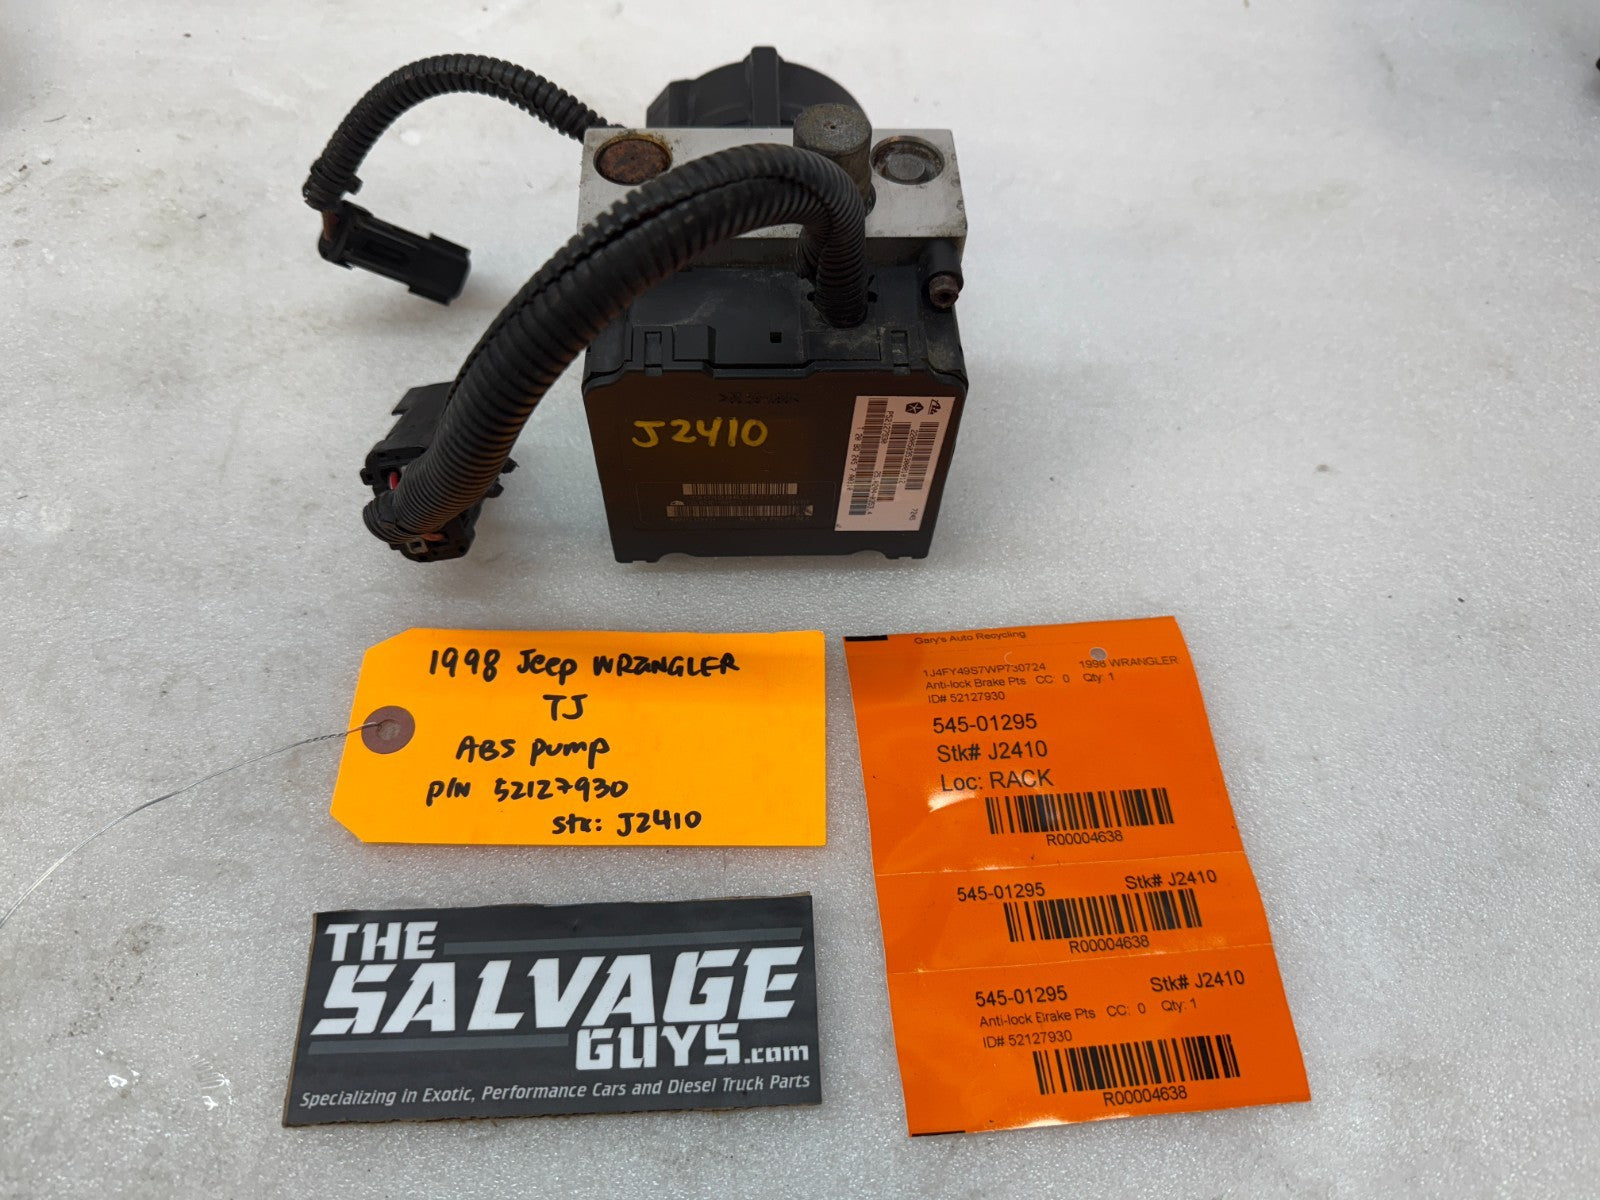 J2410
P52127930
7245
1998 Jeep WRANGLER
TJ
ABS pump
P/N 52127930
Stk: J2410
THE
SALVAGE
GUYS.com
Specializing in Exotic, Performance Cars and Diesel Truck Parts
Gary's Auto Recycling
1J4FY49S7WP730724 1998 WRANGLER
Anti-lock Brake Pts CC: 0 Qty: 1
ID# 52127930
545-01295
Stk# J2410
Loc: RACK
R00004638
545-01295 Stk# J2410
R00004638
545-01295 Stk# J2410
Anti-lock Brake Pts CC: 0 Qty: 1
ID# 52127930
R00004638